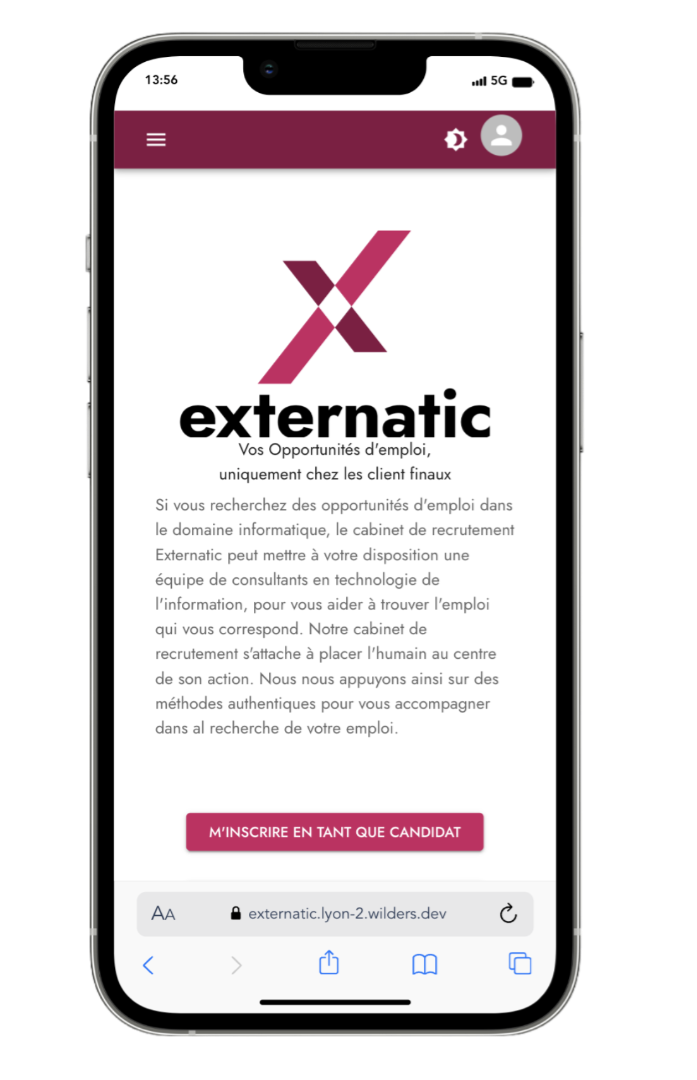 13:56
5G
externatic
Vos Opportunités d'emploi,
uniquement chez les client finaux
Si vous recherchez des opportunités d'emploi dans
le domaine informatique, le cabinet de recrutement
Externatic peut mettre à votre disposition une
équipe de consultants en technologie de
l'information, pour vous aider à trouver l'emploi
qui vous correspond. Notre cabinet de
recrutement s'attache à placer l'humain au centre
de son action. Nous nous appuyons ainsi sur des
méthodes authentiques pour vous accompagner
dans al recherche de votre emploi.
M'INSCRIRE EN TANT QUE CANDIDAT
AA
externatic.lyon-2.wilders.dev